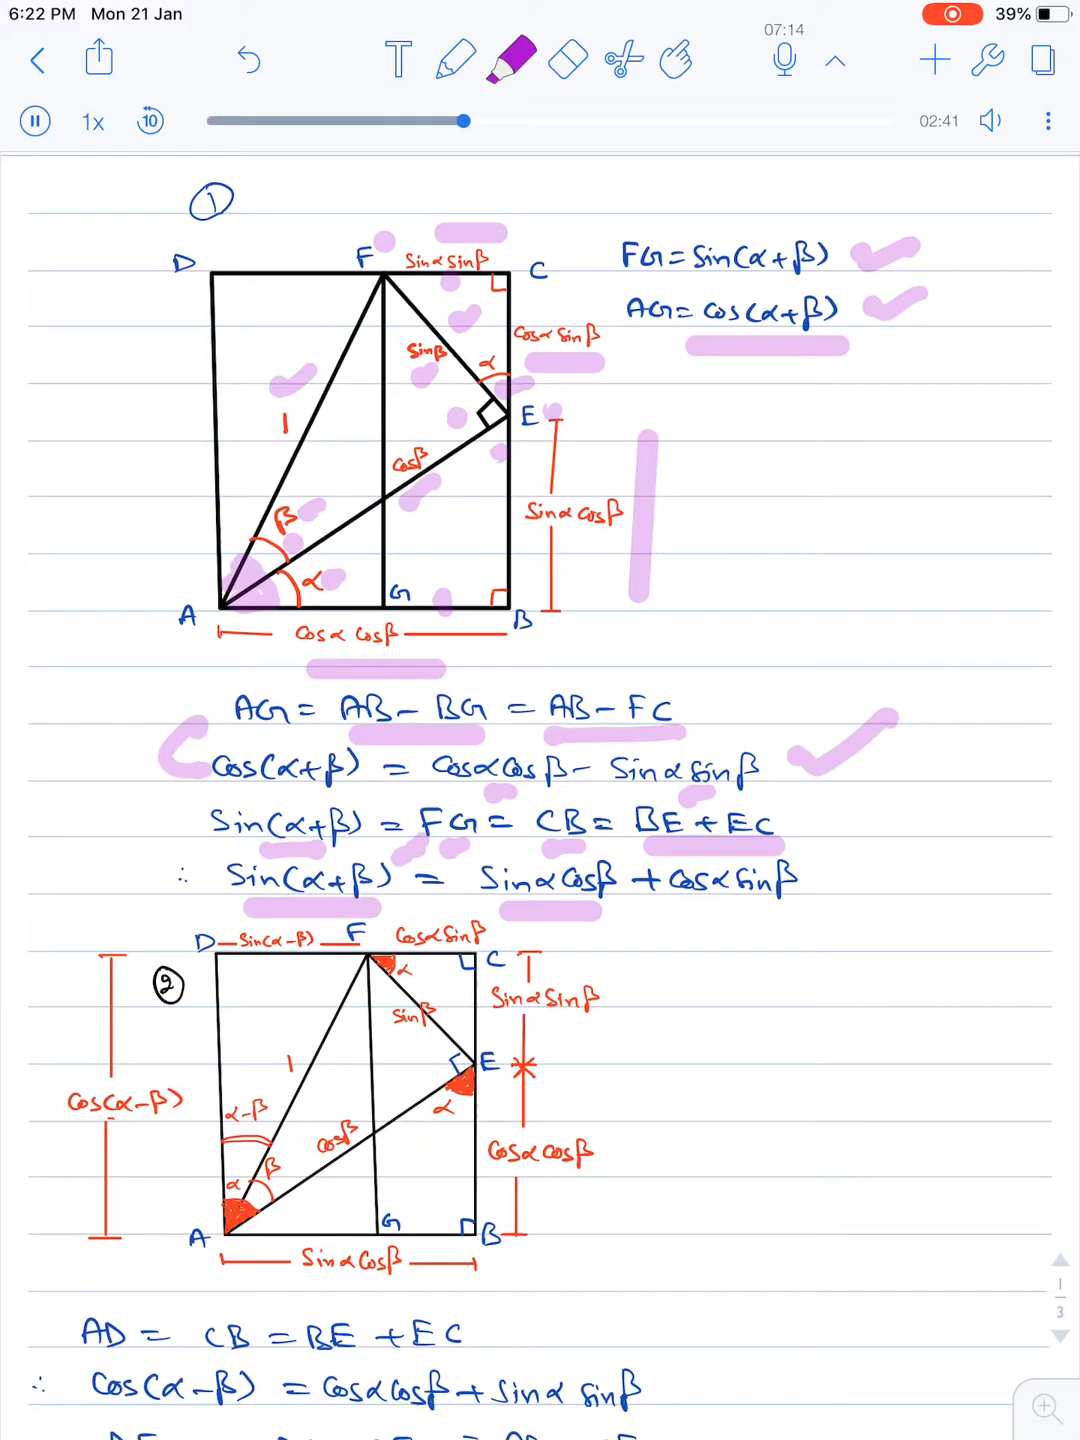 6:22 PM Mon 21 Jan
39%
07:14
T
1x
10
02:41
①
D F Sinα Sinβ C
FG = Sin(α+β)
AG = Cos(α+β)
Cosα Sinβ
Sinβ
α
1
E
Cosβ
β
Sinα Cosβ
α
G
A
B
Cosα Cosβ
AG = AB – BG = AB – FC
Cos(α+β) = Cosα Cosβ – Sinα Sinβ
Sin(α+β) = FG = CB = BE + EC
∴ Sin(α+β) = Sinα Cosβ + Cosα Sinβ
D Sin(α–β) F Cosα Sinβ
② α C
Sinα Sinβ
Sinβ
1
E
Cos(α–β)
α–β
α
Cosβ
Cosα Cosβ
β
α
G
A
B
Sinα Cosβ
1
3
AD = CB = BE + EC
∴ Cos(α–β) = Cosα Cosβ + Sinα Sinβ